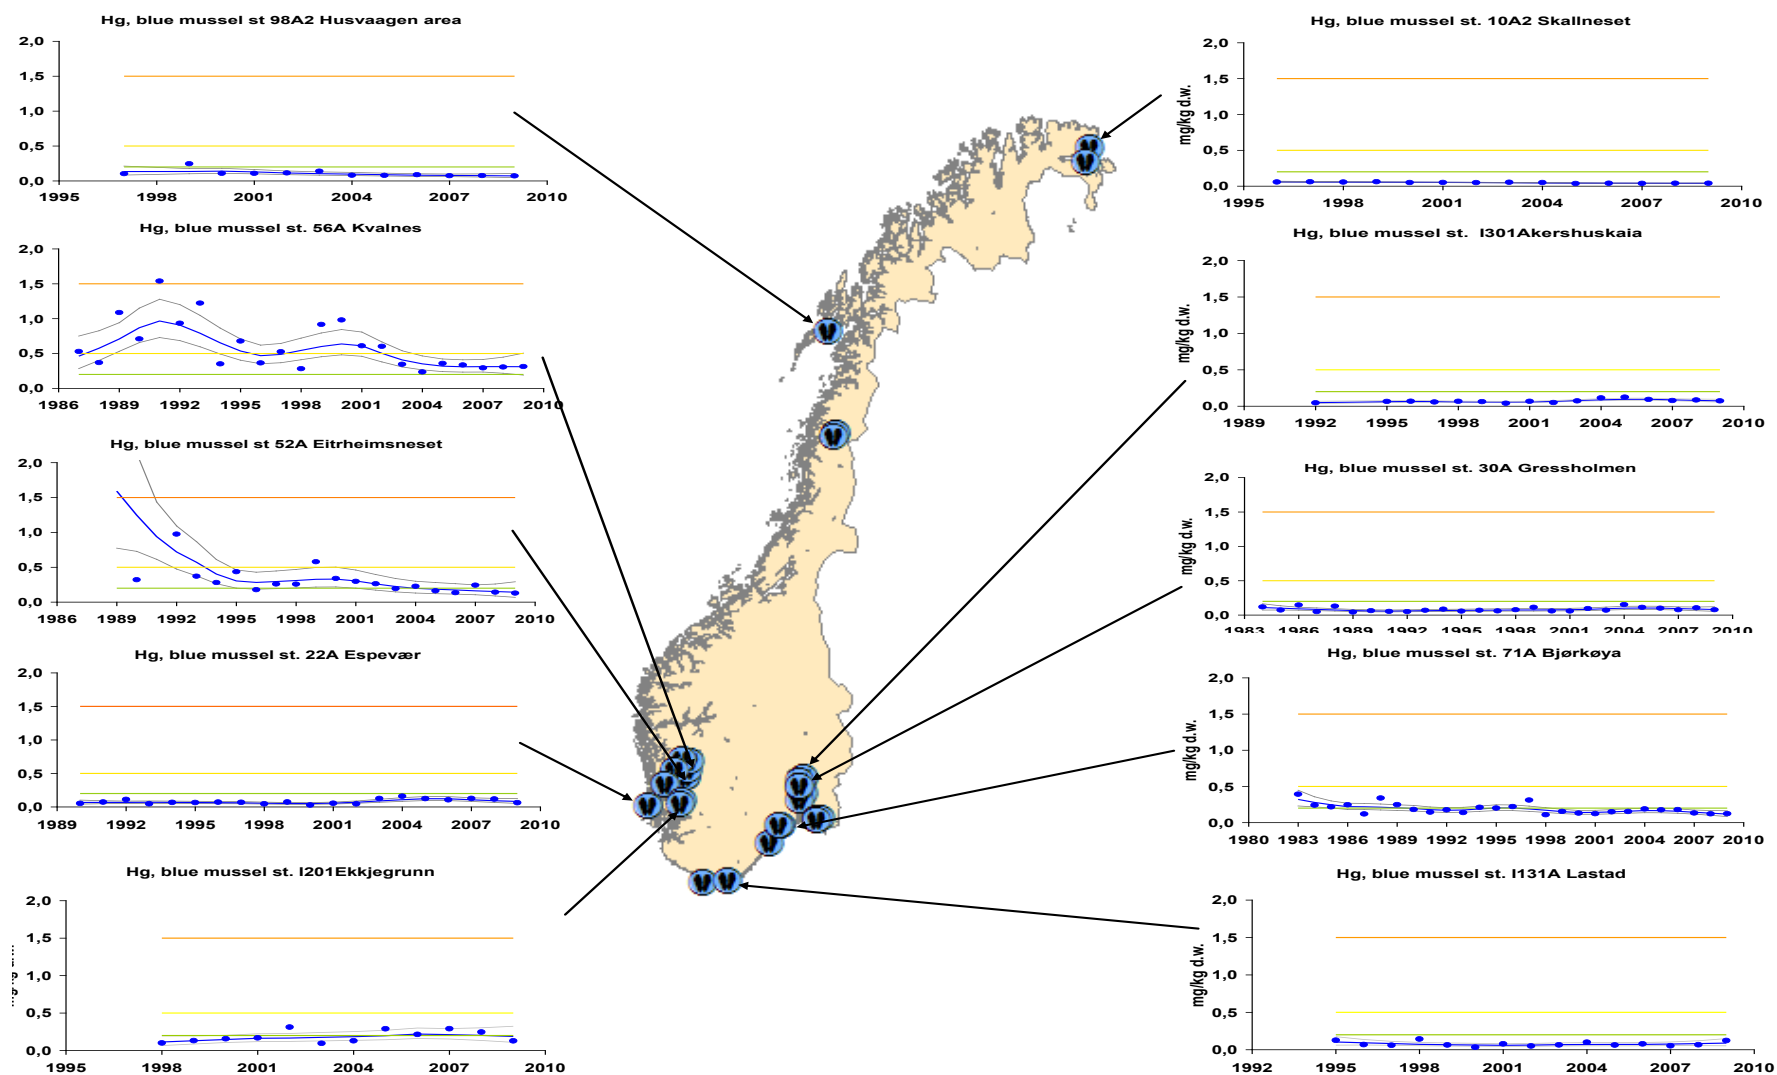 Hg, blue mussel st 98A2 Husvaagen area
2,0
1,5
1,0
0,5
0,0
1995 1998 2001 2004 2007 2010
Hg, blue mussel st. 56A Kvalnes
2,0
1,5
1,0
0,5
0,0
1986 1989 1992 1995 1998 2001 2004 2007 2010
Hg, blue mussel st 52A Eitrheimsneset
2,0
1,5
1,0
0,5
0,0
1986 1989 1992 1995 1998 2001 2004 2007 2010
Hg, blue mussel st. 22A Espevær
2,0
1,5
1,0
0,5
0,0
1989 1992 1995 1998 2001 2004 2007 2010
Hg, blue mussel st. I201Ekkjegrunn
2,0
1,5
1,0
0,5
0,0
1995 1998 2001 2004 2007 2010
Hg, blue mussel st. 10A2 Skallneset
mg/kg d.w.
2,0
1,5
1,0
0,5
0,0
1995 1998 2001 2004 2007 2010
Hg, blue mussel st. I301Akershuskaia
mg/kg d.w.
2,0
1,5
1,0
0,5
0,0
1989 1992 1995 1998 2001 2004 2007 2010
Hg, blue mussel st. 30A Gressholmen
mg/kg d.w.
2,0
1,5
1,0
0,5
0,0
1983 1986 1989 1992 1995 1998 2001 2004 2007 2010
Hg, blue mussel st. 71A Bjørkøya
mg/kg d.w.
2,0
1,5
1,0
0,5
0,0
1980 1983 1986 1989 1992 1995 1998 2001 2004 2007 2010
Hg, blue mussel st. I131A Lastad
mg/kg d.w.
2,0
1,5
1,0
0,5
0,0
1992 1995 1998 2001 2004 2007 2010